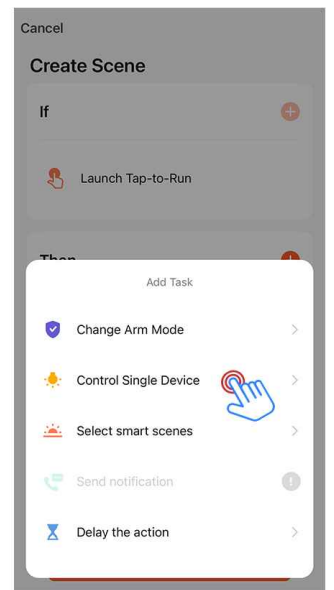 Cancel
Create Scene
If
Launch Tap-to-Run
Then
Add Task
Change Arm Mode
Control Single Device
Select smart scenes
Send notification
Delay the action